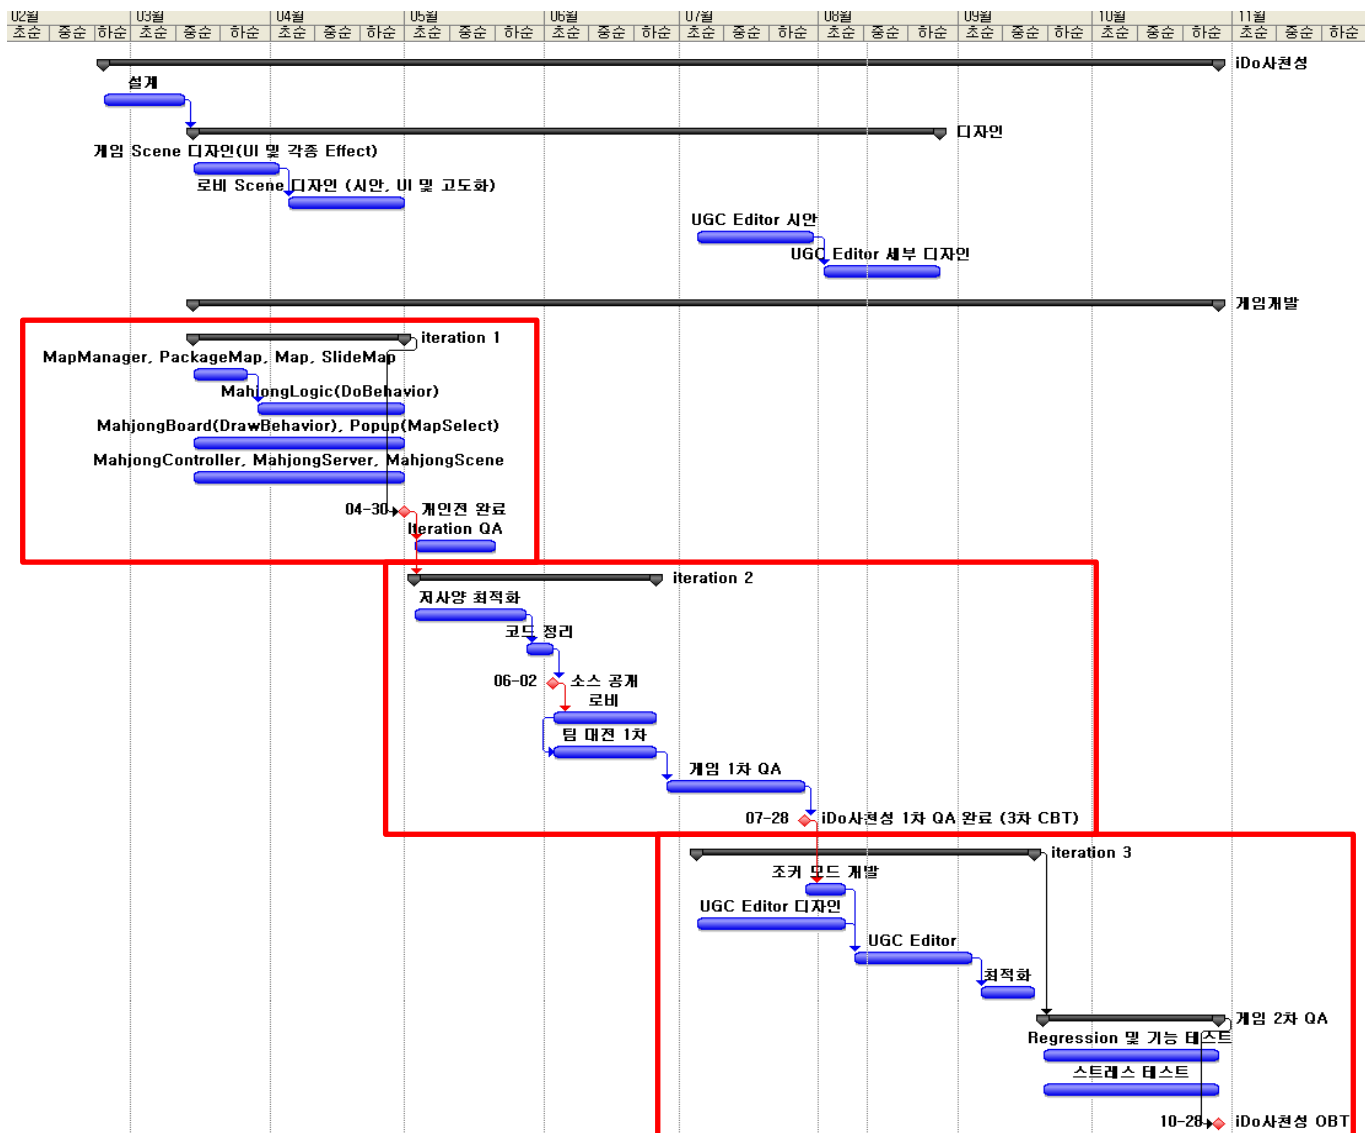 02월 03월 04월 05월 06월 07월 08월 09월 10월 11월
초순 중순 하순 초순 중순 하순 초순 중순 하순 초순 중순 하순 초순 중순 하순 초순 중순 하순 초순 중순 하순 초순 중순 하순 초순 중순 하순 초순 중순 하순
iDo사천성
설계
디자인
게임 Scene 디자인(UI 및 각종 Effect)
로비 Scene 디자인 (시안, UI 및 고도화)
UGC Editor 시안
UGC Editor 세부 디자인
게임개발
iteration 1
MapManager, PackageMap, Map, SlideMap
MahjongLogic(DoBehavior)
MahjongBoard(DrawBehavior), Popup(MapSelect)
MahjongController, MahjongServer, MahjongScene
04-30 개인전 완료
Iteration QA
iteration 2
저사양 최적화
코드 정리
06-02 소스 공개
로비
팀 대전 1차
게임 1차 QA
07-28 iDo사천성 1차 QA 완료 (3차 CBT)
iteration 3
조커 모드 개발
UGC Editor 디자인
UGC Editor
최적화
게임 2차 QA
Regression 및 기능 테스트
스트레스 테스트
10-28 iDo사천성 OBT